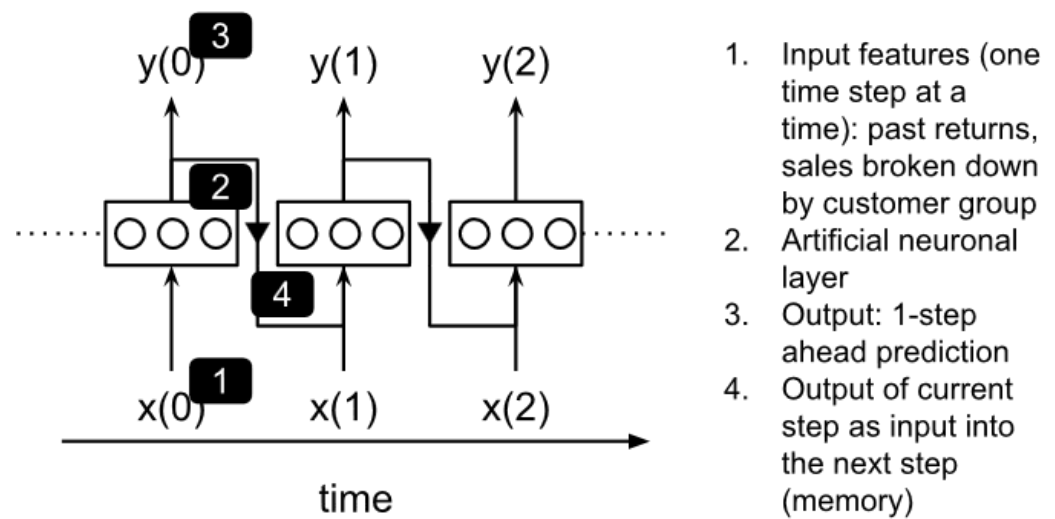 3
y(0)
y(1)
y(2)
2
4
1
x(0)
x(1)
x(2)
time
1. Input features (one
time step at a
time): past returns,
sales broken down
by customer group
2. Artificial neuronal
layer
3. Output: 1-step
ahead prediction
4. Output of current
step as input into
the next step
(memory)